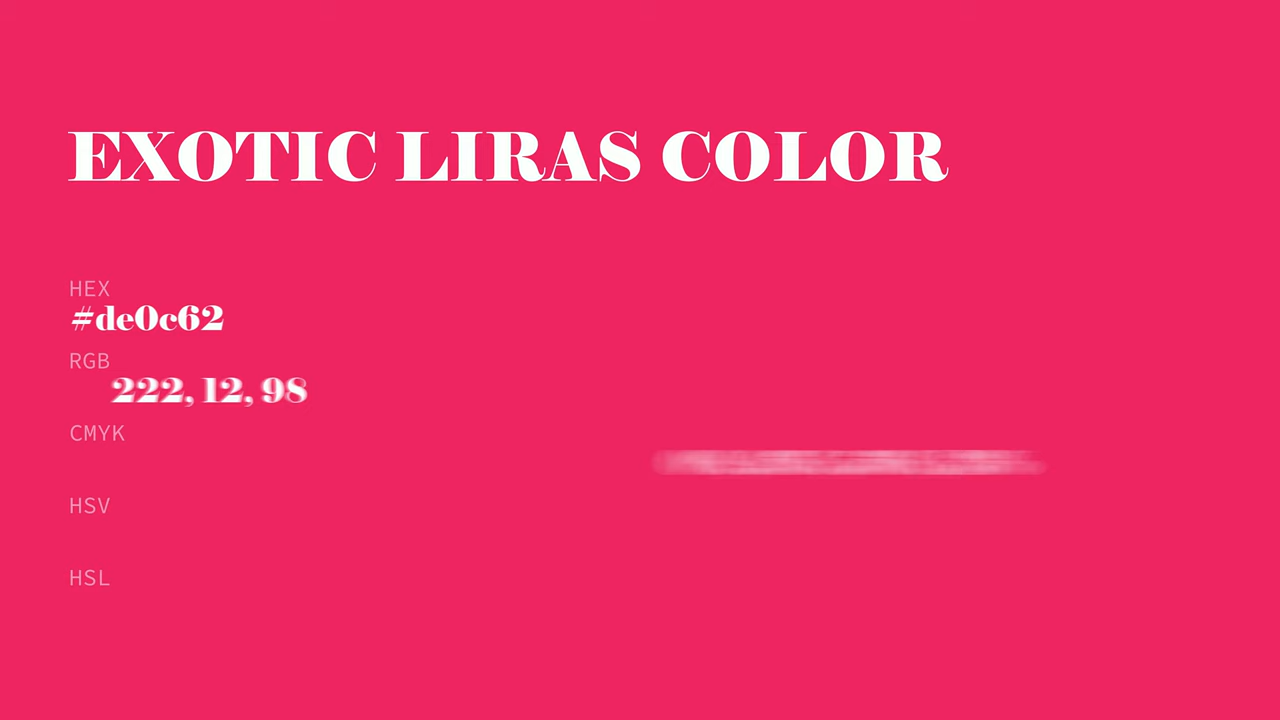 EXOTIC LIRAS COLOR
HEX
#de0c62
RGB
222, 12, 98
CMYK
HSV
HSL